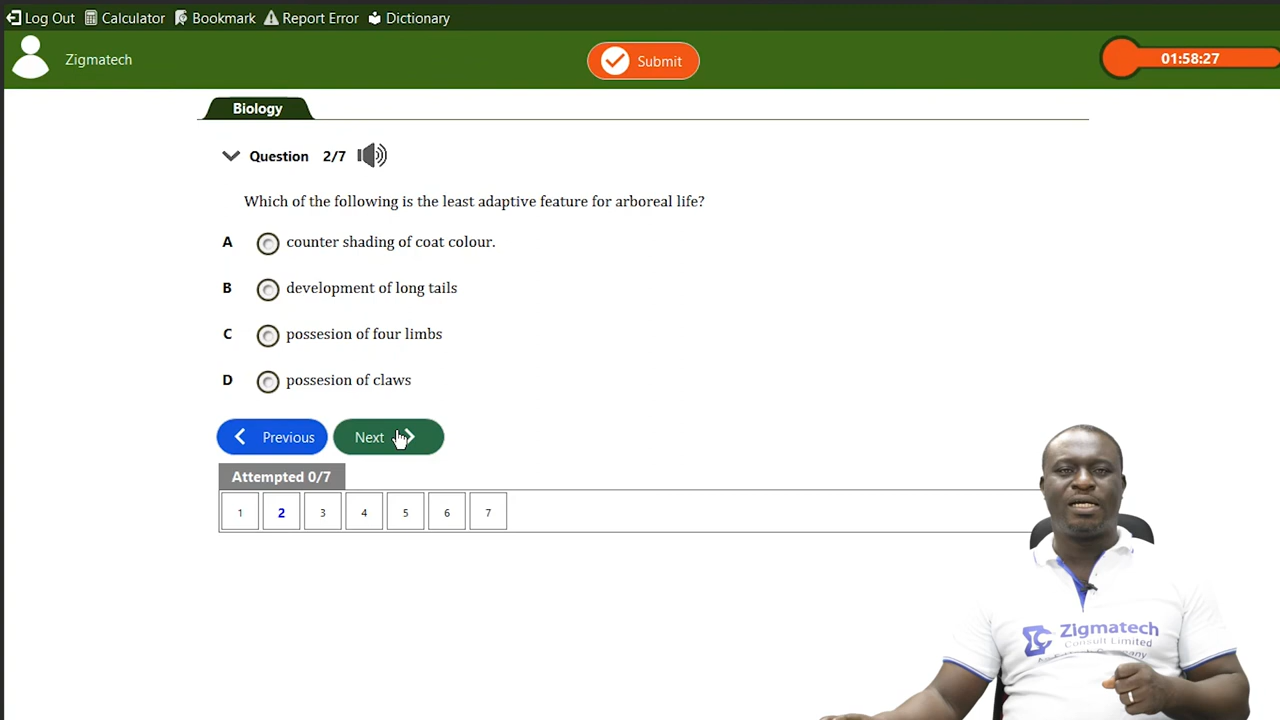 Log Out Calculator Bookmark Report Error Dictionary
Zigmatech
Submit
01:58:27
Biology
Question 2/7
Which of the following is the least adaptive feature for arboreal life?
A counter shading of coat colour.
B development of long tails
C possesion of four limbs
D possesion of claws
Previous Next
Attempted 0/7
1 2 3 4 5 6 7
Zigmatech
Consult Limited